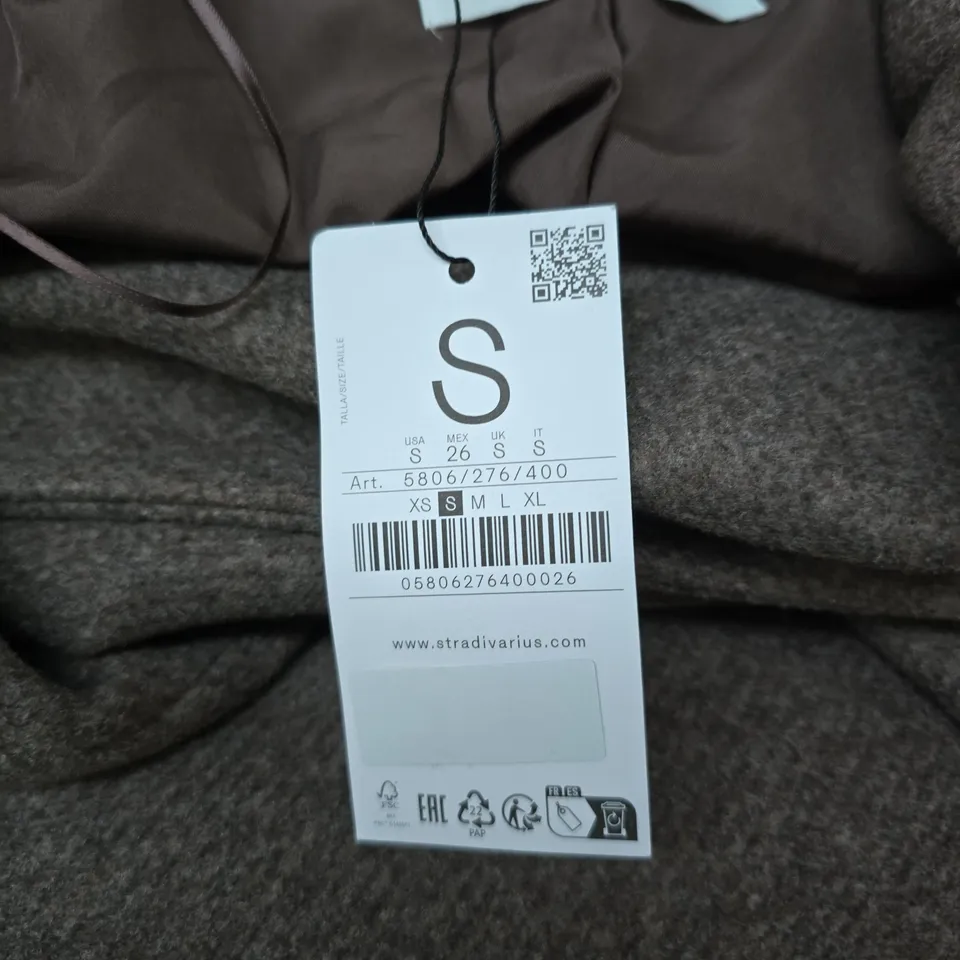 TALLA/SIZE/TAILLE
S
USA MEX UK IT
S 26 S S
Art. 5806/276/400
XS S M L XL
05806276400026
www.stradivarius.com
FSC
EAC
22
PAP
FR ES